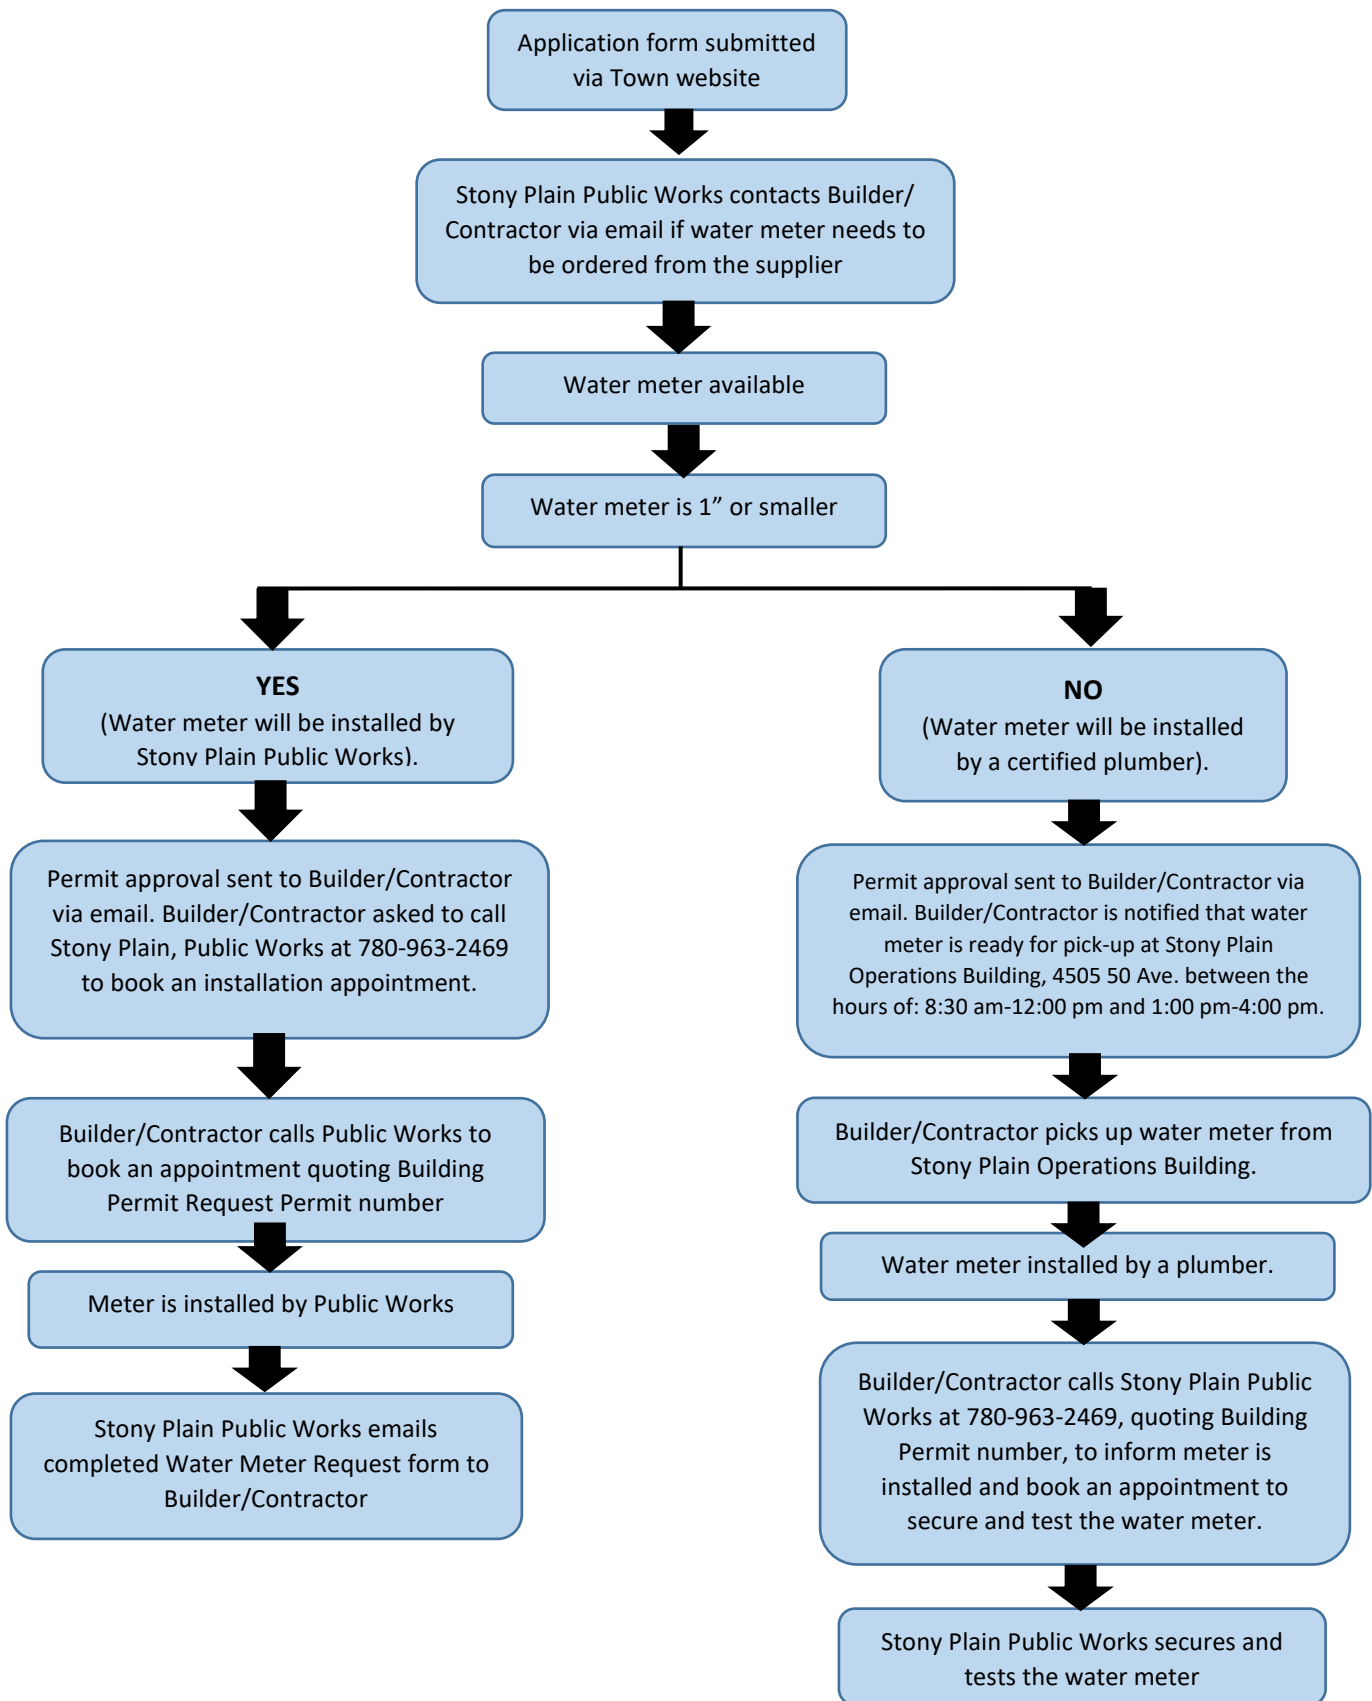 Application form submitted
via Town website
Stony Plain Public Works contacts Builder/
Contractor via email if water meter needs to
be ordered from the supplier
Water meter available
Water meter is 1” or smaller
YES
(Water meter will be installed by
Stony Plain Public Works).
Permit approval sent to Builder/Contractor
via email. Builder/Contractor asked to call
Stony Plain, Public Works at 780-963-2469
to book an installation appointment.
Builder/Contractor calls Public Works to
book an appointment quoting Building
Permit Request Permit number
Meter is installed by Public Works
Stony Plain Public Works emails
completed Water Meter Request form to
Builder/Contractor
NO
(Water meter will be installed
by a certified plumber).
Permit approval sent to Builder/Contractor via
email. Builder/Contractor is notified that water
meter is ready for pick-up at Stony Plain
Operations Building, 4505 50 Ave. between the
hours of: 8:30 am-12:00 pm and 1:00 pm-4:00 pm.
Builder/Contractor picks up water meter from
Stony Plain Operations Building.
Water meter installed by a plumber.
Builder/Contractor calls Stony Plain Public
Works at 780-963-2469, quoting Building
Permit number, to inform meter is
installed and book an appointment to
secure and test the water meter.
Stony Plain Public Works secures and
tests the water meter